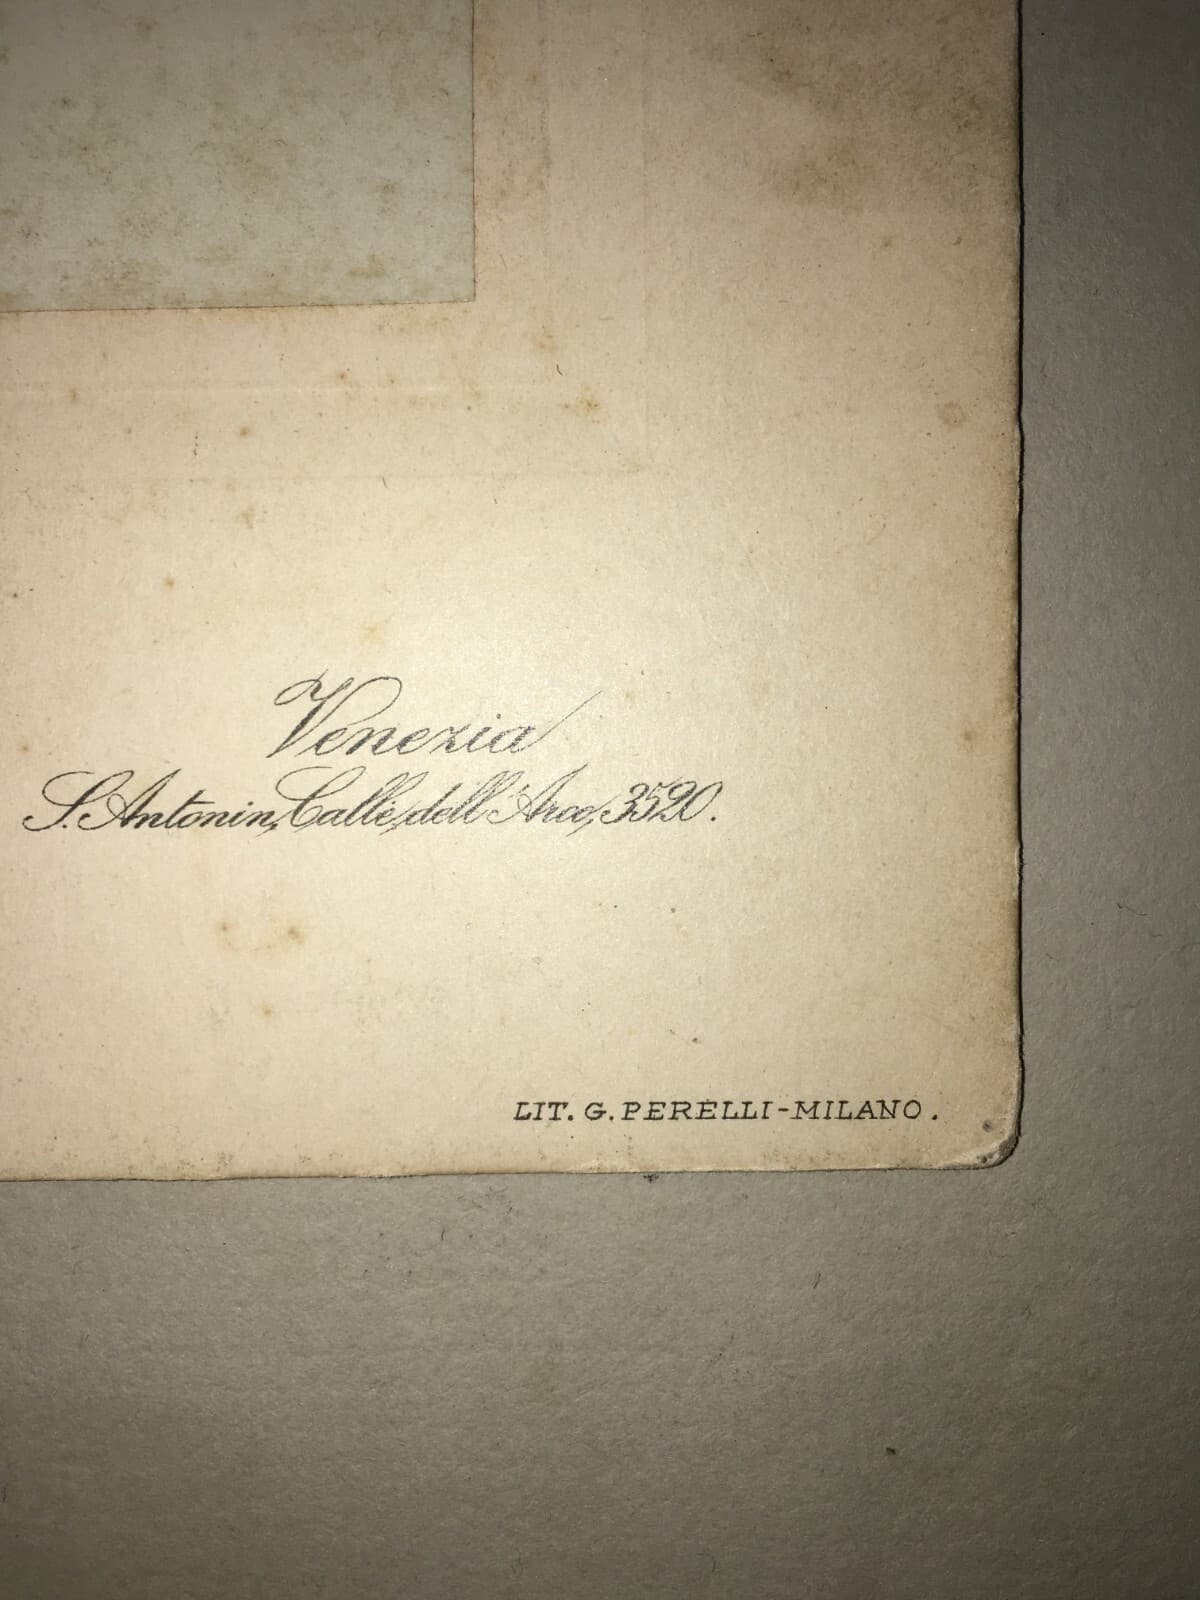 Venezia
S. Antonin, Calle dell'Arco, 3520.
LIT. G. PERELLI-MILANO.